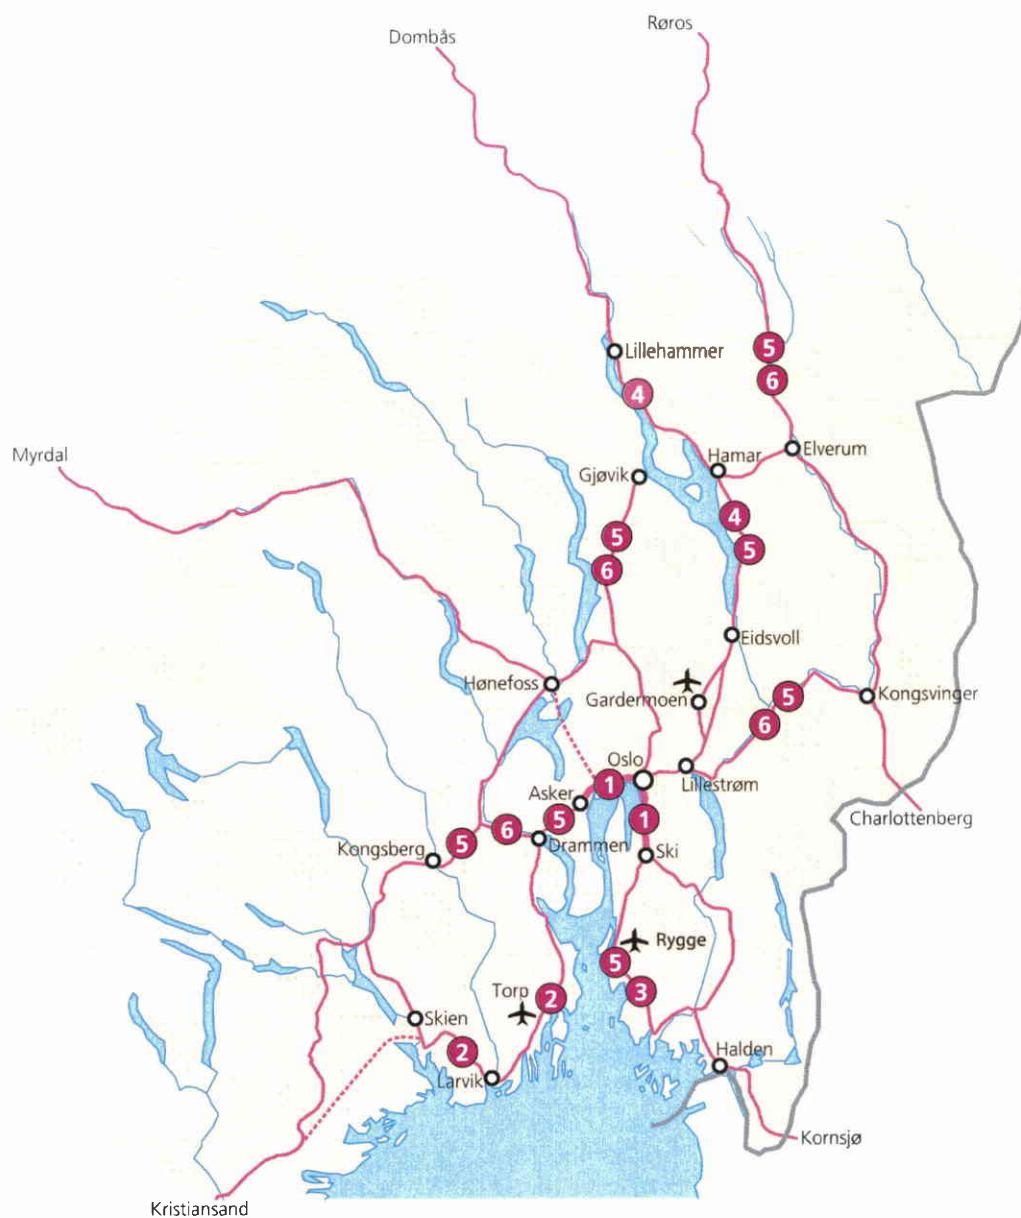 Røros
Dombås
5
Lillehammer
6
4
Elverum
Myrdal
Hamar
Gjøvik
4
5
5
6
Eidsvoll
Hønefoss
Gardermoen
5
Kongsvinger
6
Oslo
1
Lillestrøm
Asker
5
1
Charlottenberg
6
5
Drammen
Kongsberg
Ski
Rygge
5
Torp
2
3
Skien
2
Halden
Larvik
Kornsjø
Kristiansand